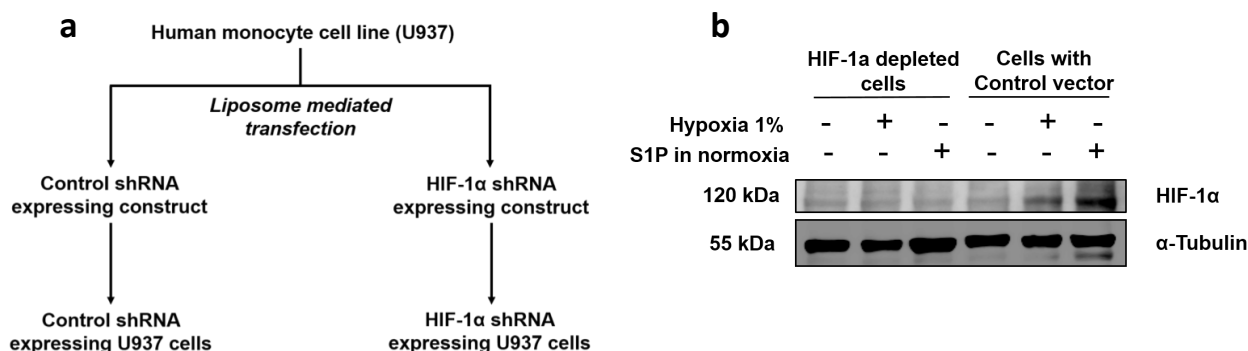 a
Human monocyte cell line (U937)
Liposome mediated
transfection
Control shRNA
expressing construct
HIF-1α shRNA
expressing construct
Control shRNA
expressing U937 cells
HIF-1α shRNA
expressing U937 cells
b
HIF-1a depleted
cells
Cells with
Control vector
Hypoxia 1% - + - - + -
S1P in normoxia - - + - - +
120 kDa
HIF-1α
55 kDa
α-Tubulin